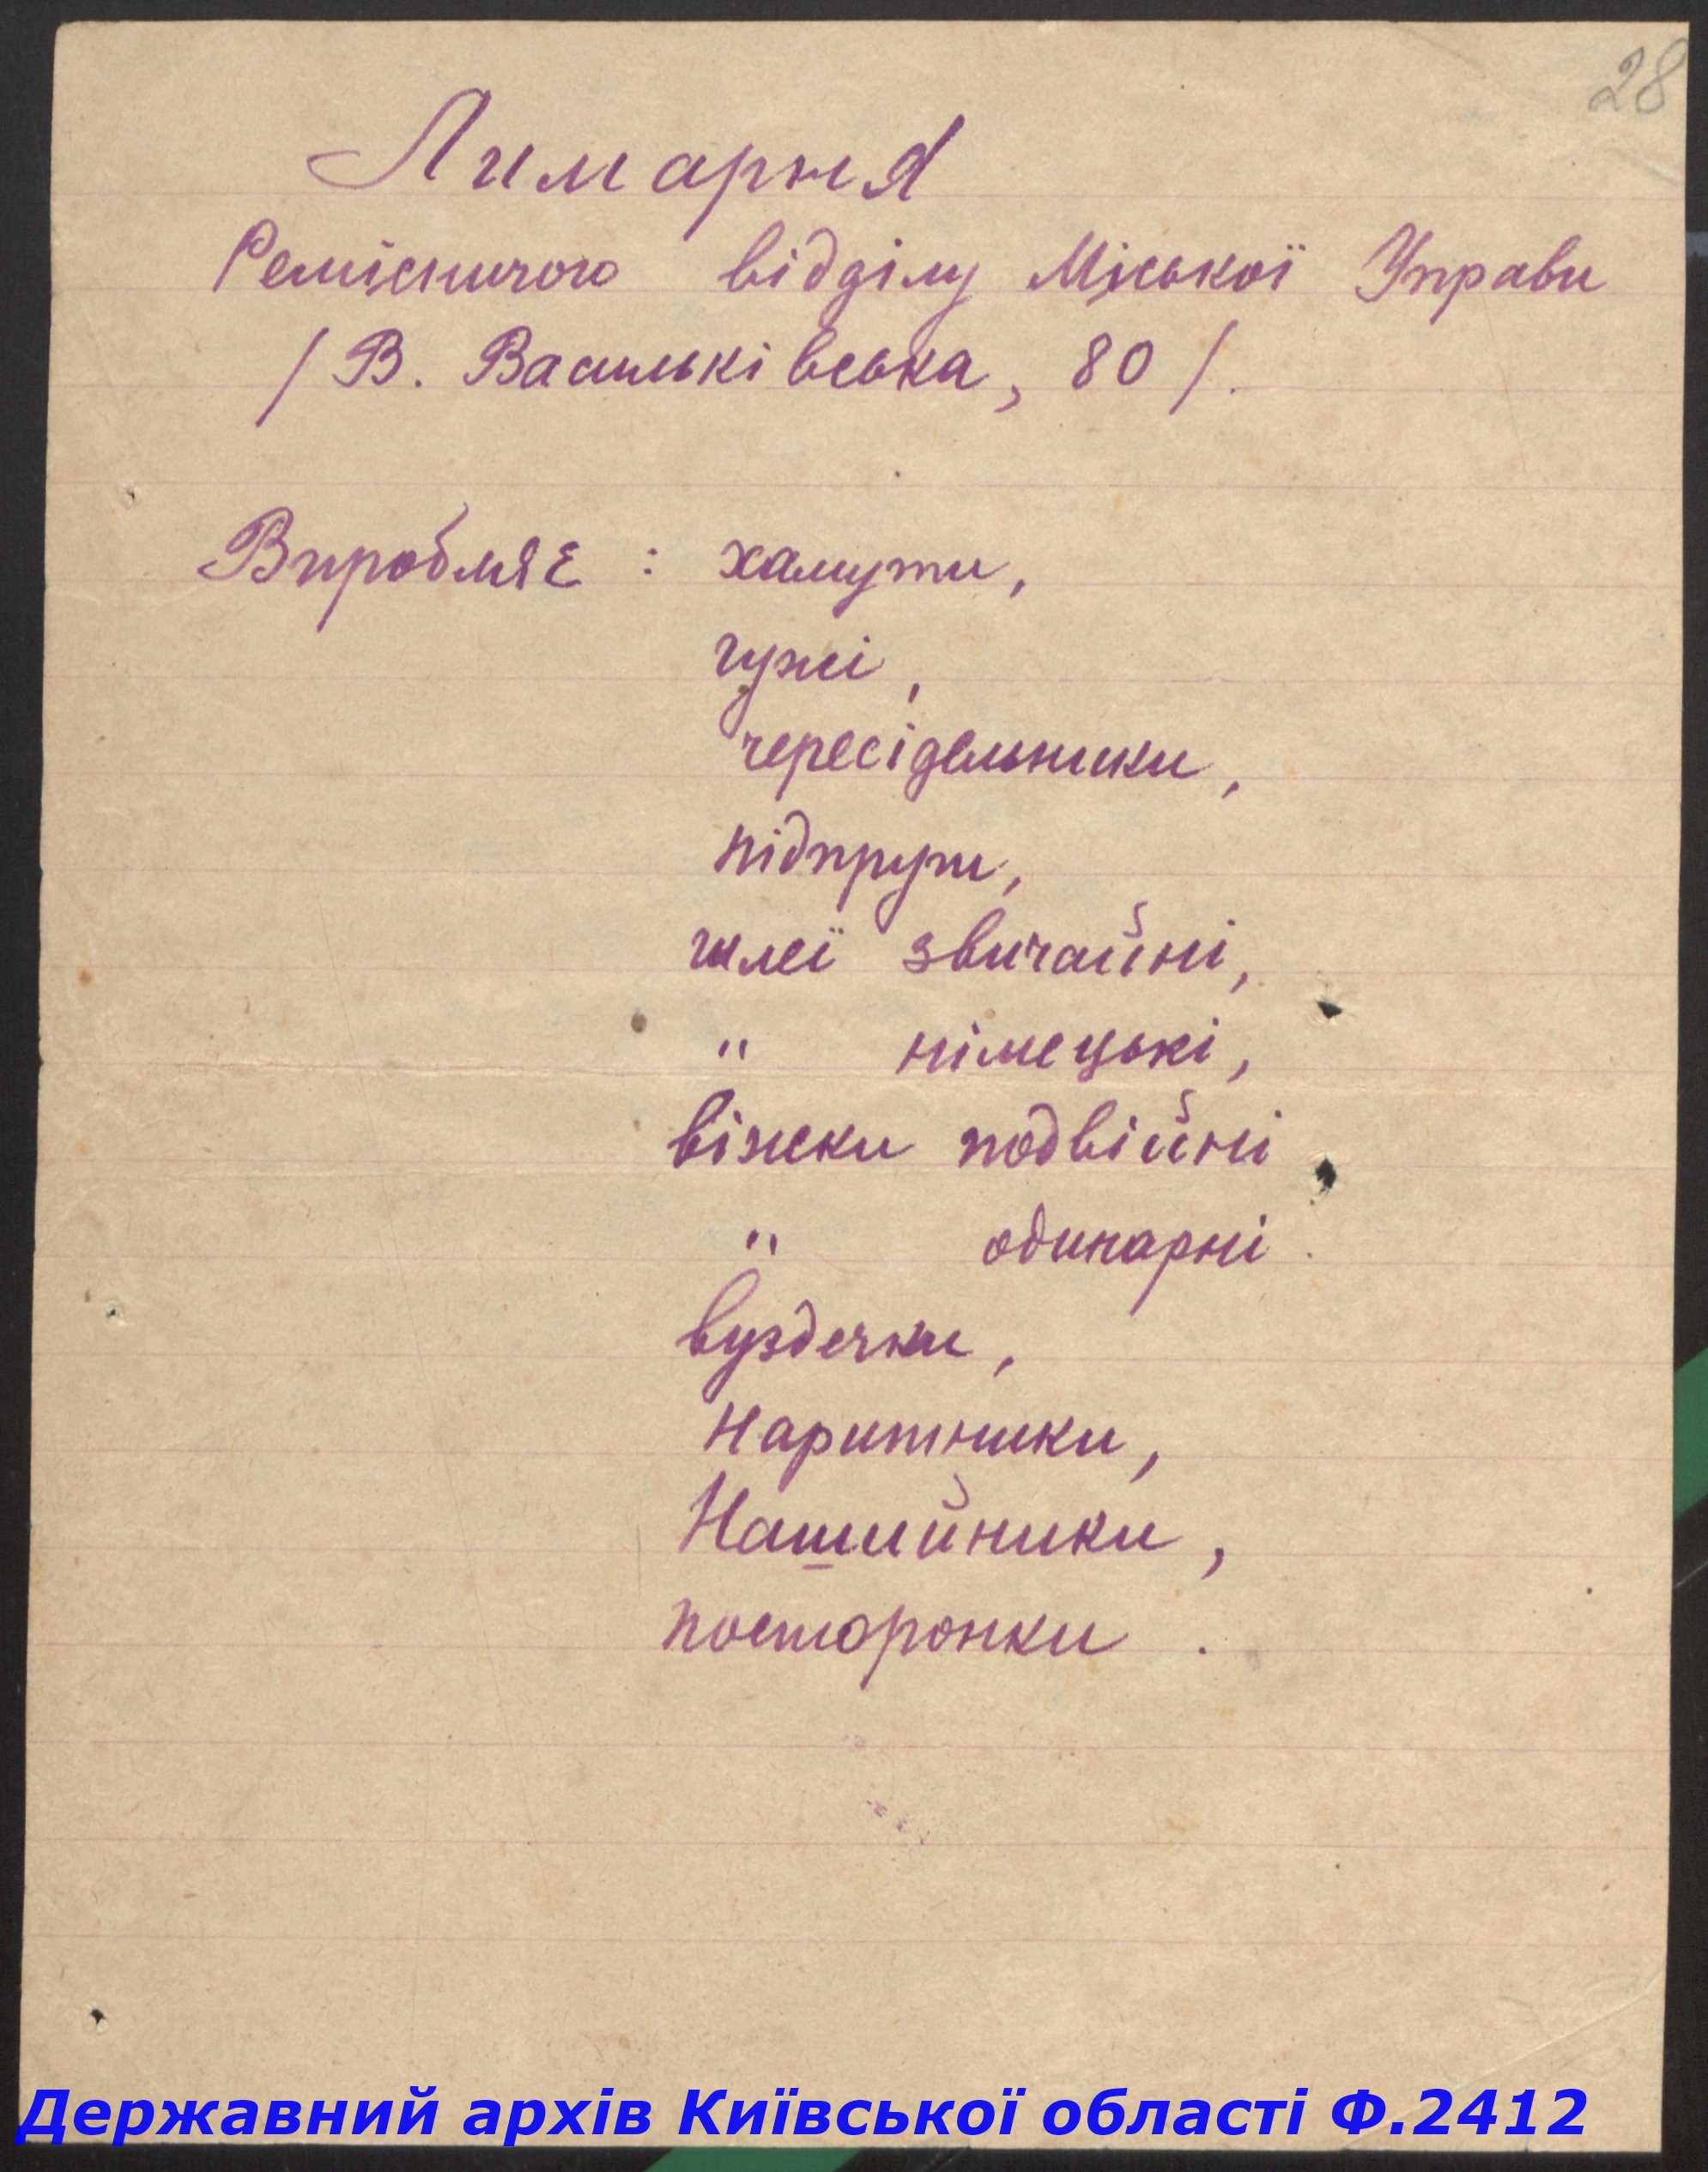 28
Лимарня
Ремісничого відділу Міської Управи
/ В. Васильківська, 80 /.
Виробляє : хамути,
гужі,
чересідельники,
підпруги,
шлеї звичайні,
" німецькі,
віжки подвійні
" одинарні.
вуздечки,
наритники,
Нашийники,
посторонки.
Державний архів Київської області Ф.2412